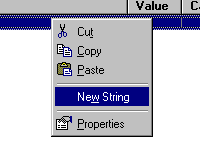 Value
Cut
Copy
Paste
New String
Properties